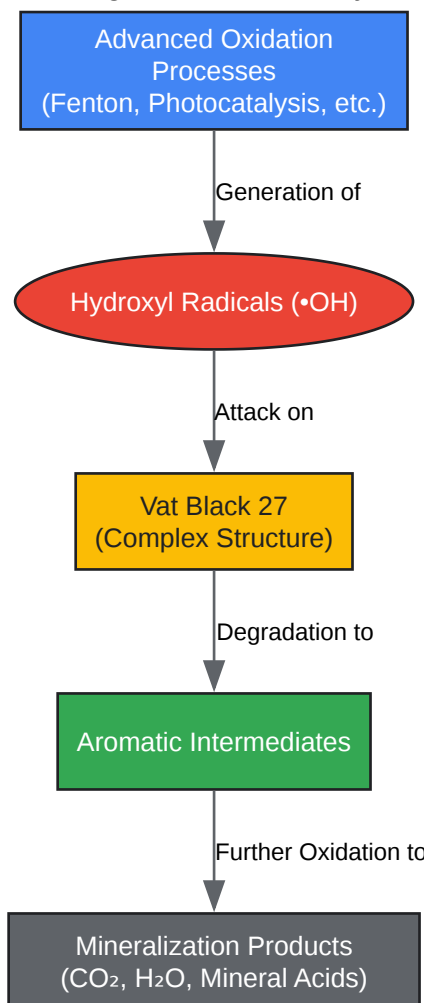 Advanced Oxidation
Processes
(Fenton, Photocatalysis, etc.)
Generation of
Hydroxyl Radicals (•OH)
Attack on
Vat Black 27
(Complex Structure)
Degradation to
Aromatic Intermediates
Further Oxidation to
Mineralization Products
(CO₂, H₂O, Mineral Acids)